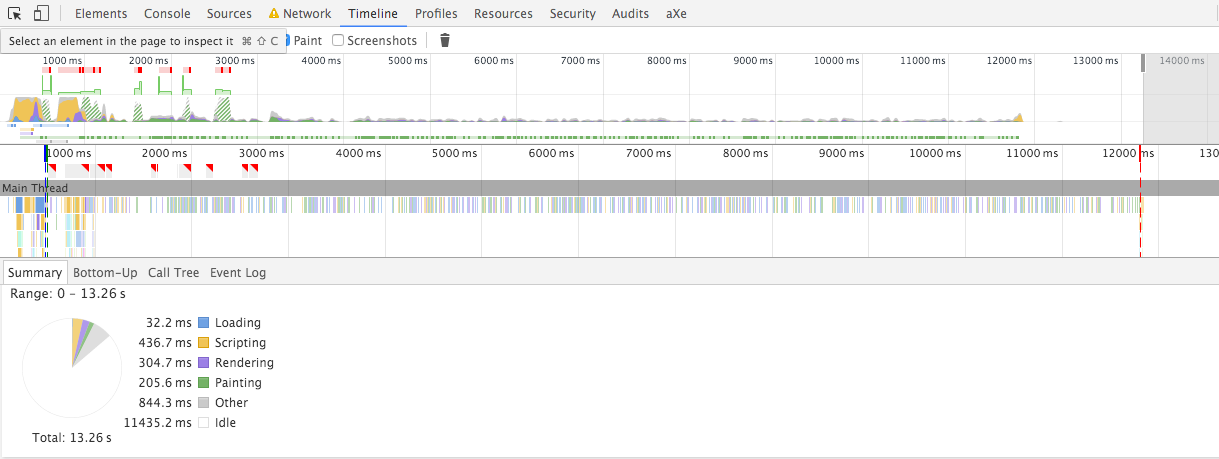 Elements Console Sources Network Timeline Profiles Resources Security Audits aXe
Select an element in the page to inspect it ⌘ ⇧ C Paint Screenshots
1000 ms 2000 ms 3000 ms 4000 ms 5000 ms 6000 ms 7000 ms 8000 ms 9000 ms 10000 ms 11000 ms 12000 ms 13000 ms 14000 ms
1000 ms 2000 ms 3000 ms 4000 ms 5000 ms 6000 ms 7000 ms 8000 ms 9000 ms 10000 ms 11000 ms 12000 ms 130
Main Thread
Summary Bottom-Up Call Tree Event Log
Range: 0 – 13.26 s
32.2 ms Loading
436.7 ms Scripting
304.7 ms Rendering
205.6 ms Painting
844.3 ms Other
11435.2 ms Idle
Total: 13.26 s